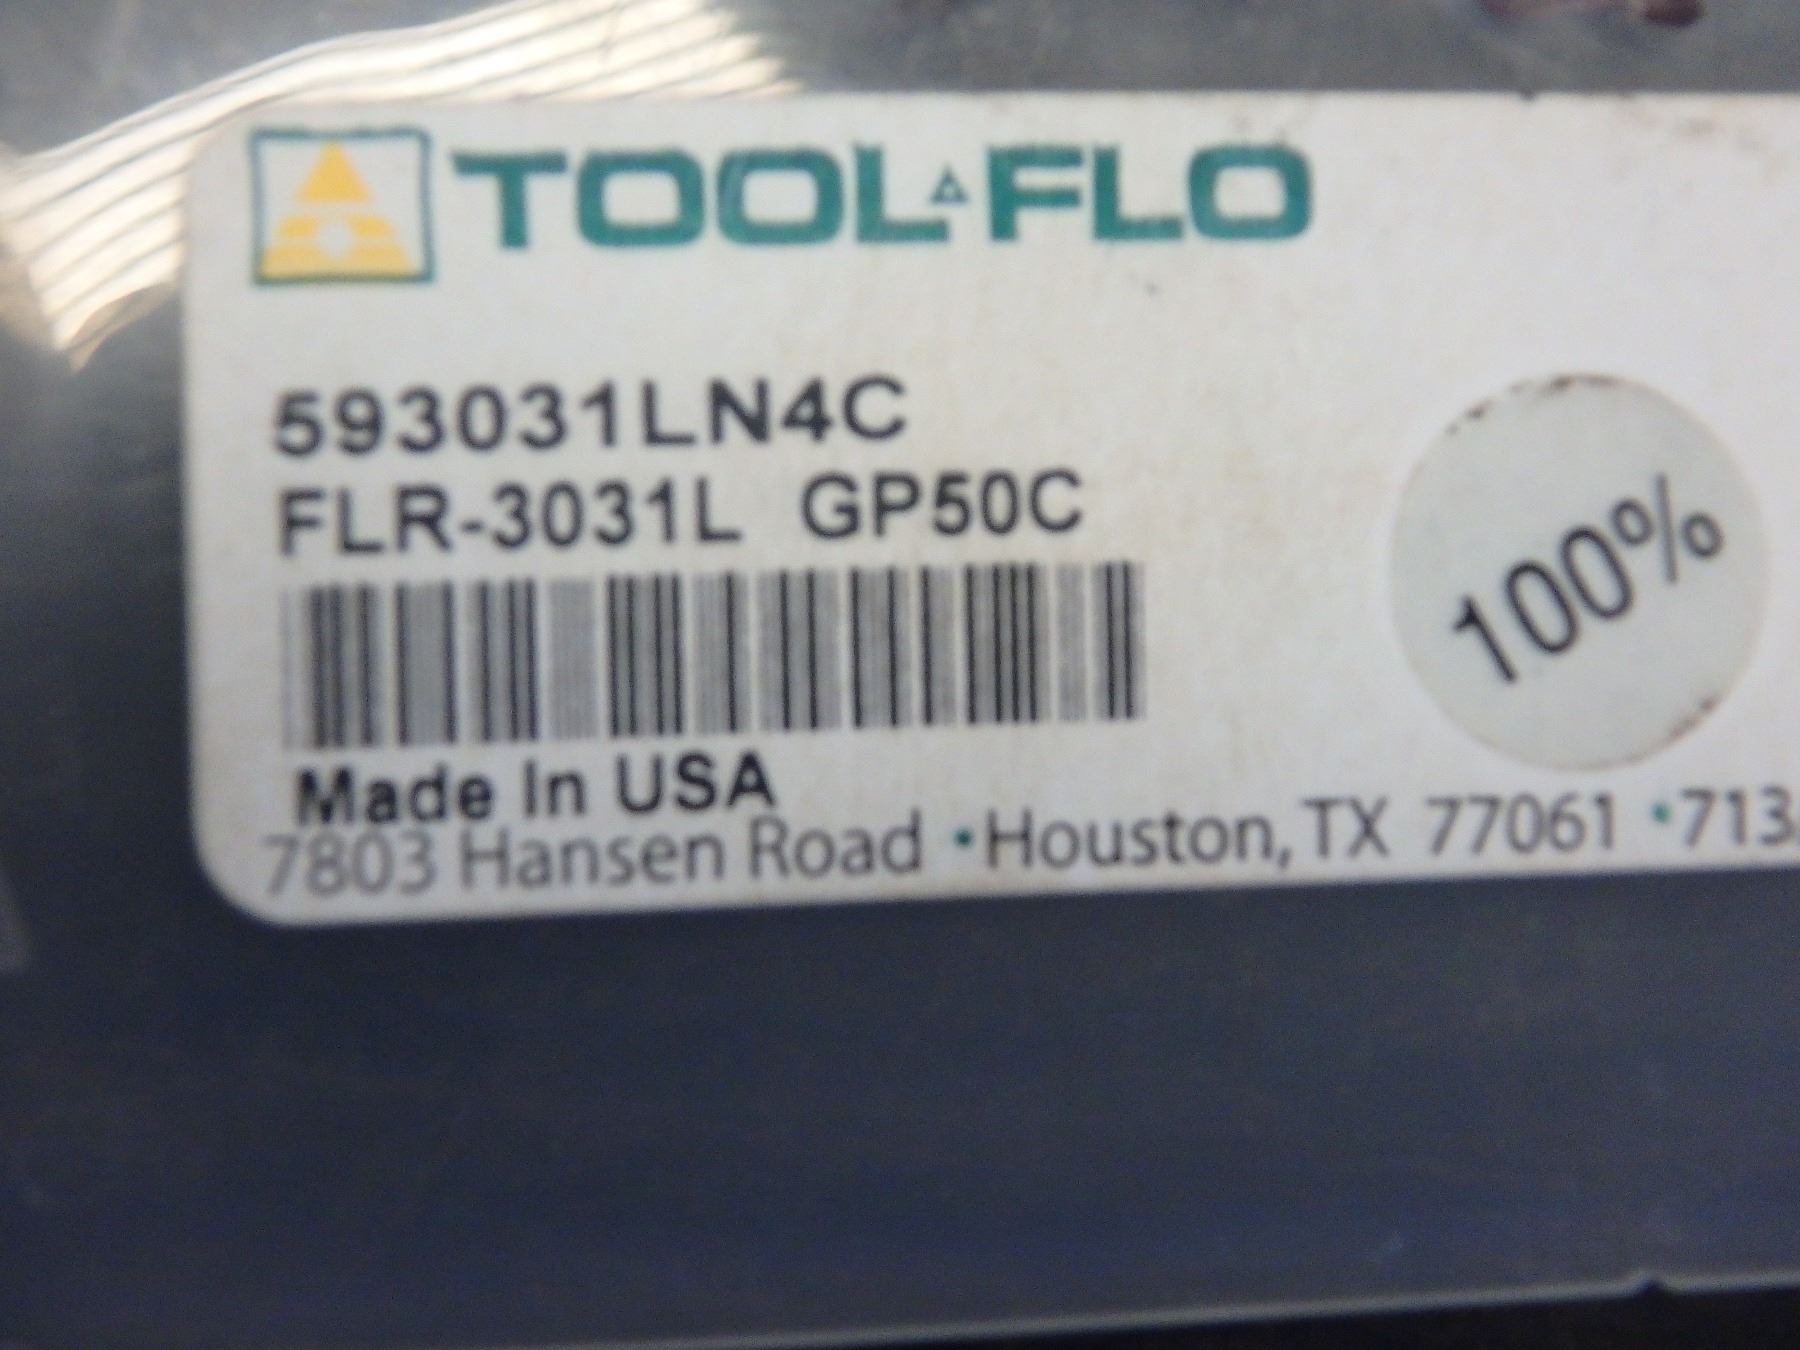 TOOL FLO
593031LN4C
FLR-3031L GP50C
100%
Made In USA
7803 Hansen Road • Houston, TX 77061 • 713